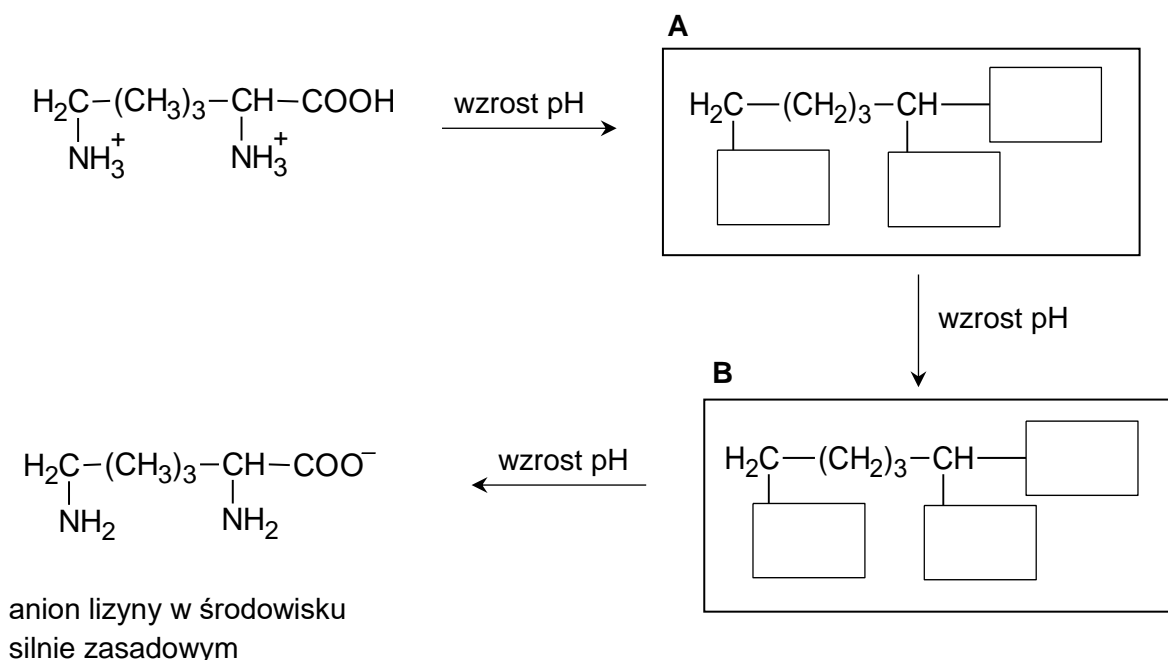 A
H₂C–(CH₃)₃–CH–COOH
NH₃⁺ NH₃⁺
wzrost pH
H₂C–(CH₂)₃–CH
wzrost pH
B
H₂C–(CH₂)₃–CH
wzrost pH
H₂C–(CH₃)₃–CH–COO⁻
NH₂ NH₂
anion lizyny w środowisku
silnie zasadowym